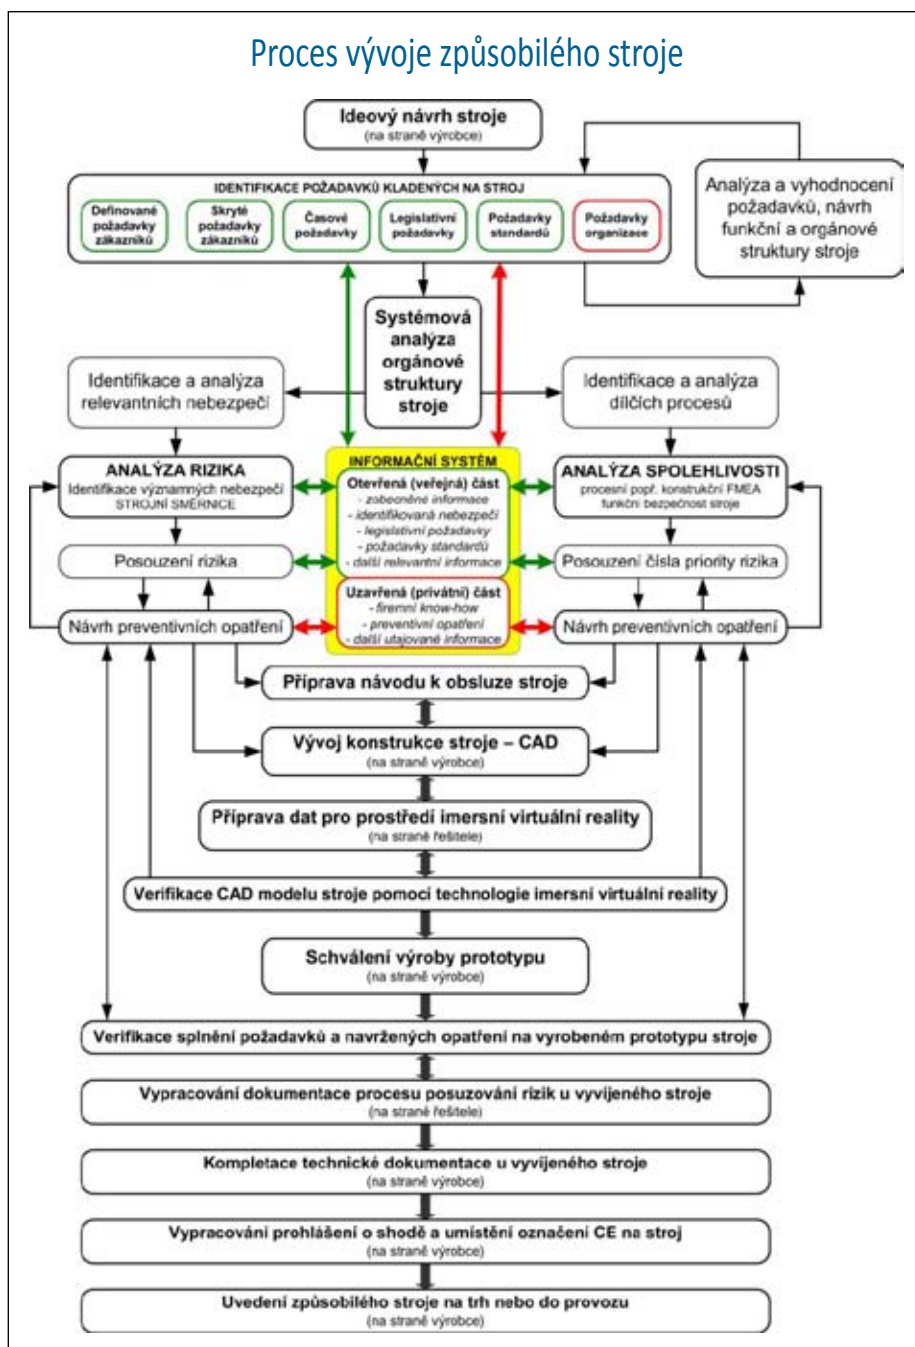 Proces vývoje způsobilého stroje
Ideový návrh stroje
(na straně výrobce)
IDENTIFIKACE POŽADAVKŮ KLADENÝCH NA STROJ
Definované
požadavky
zákazníků
Skryté
požadavky
zákazníků
Časové
požadavky
Legislativní
požadavky
Požadavky
standardů
Požadavky
organizace
Analýza a vyhodnocení
požadavků, návrh
funkční a orgánové
struktury stroje
Systémová
analýza
orgánové
struktury
stroje
Identifikace a analýza
relevantních nebezpečí
Identifikace a analýza
dílčích procesů
ANALÝZA RIZIKA
Identifikace významných nebezpečí
STROJNÍ SMĚRNICE
INFORMAČNÍ SYSTÉM
Otevřená (veřejná) část
- zobecněné informace
- identifikovaná nebezpečí
- legislativní požadavky
- požadavky standardů
- další relevantní informace
ANALÝZA SPOLEHLIVOSTI
procesní popř. konstrukční FMEA
funkční bezpečnost stroje
Posouzení rizika
Posouzení čísla priority rizika
Uzavřená (privátní) část
- firemní know-how
- preventivní opatření
- další utajované informace
Návrh preventivních opatření
Návrh preventivních opatření
Příprava návodu k obsluze stroje
Vývoj konstrukce stroje – CAD
(na straně výrobce)
Příprava dat pro prostředí imersní virtuální reality
(na straně řešitele)
Verifikace CAD modelu stroje pomocí technologie imersní virtuální reality
Schválení výroby prototypu
(na straně výrobce)
Verifikace splnění požadavků a navržených opatření na vyrobeném prototypu stroje
Vypracování dokumentace procesu posuzování rizik u vyvíjeného stroje
(na straně řešitele)
Kompletace technické dokumentace u vyvíjeného stroje
(na straně výrobce)
Vypracování prohlášení o shodě a umístění označení CE na stroj
(na straně výrobce)
Uvedení způsobilého stroje na trh nebo do provozu
(na straně výrobce)